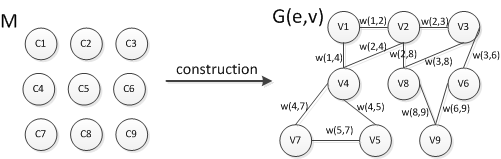 M
G(e,v)
C1 C2 C3
C4 C5 C6
C7 C8 C9
construction
V1 w(1,2) V2 w(2,3) V3
w(1,4) w(2,4) w(2,8) w(3,8) w(3,6)
V4 V8 V6
w(4,7) w(4,5) w(8,9) w(6,9)
V7 w(5,7) V5 V9